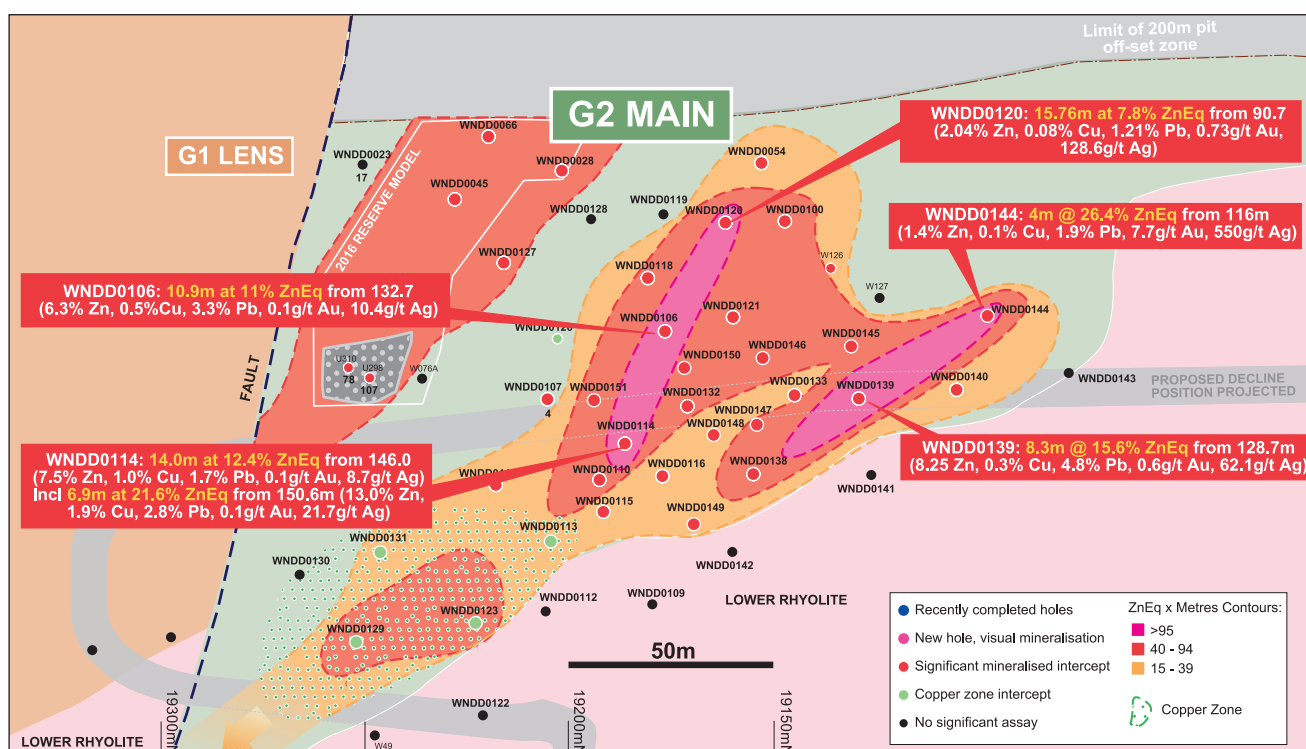 Limit of 200m pit
off-set zone
G2 MAIN
G1 LENS
WNDD0066
WNDD0023
17
WNDD0028
WNDD0045
2016 RESERVE MODEL
WNDD0054
WNDD0120: 15.76m at 7.8% ZnEq from 90.7
(2.04% Zn, 0.08% Cu, 1.21% Pb, 0.73g/t Au,
128.6g/t Ag)
WNDD0119
WNDD0128
WNDD0120
WNDD0100
WNDD0144: 4m @ 26.4% ZnEq from 116m
(1.4% Zn, 0.1% Cu, 1.9% Pb, 7.7g/t Au, 550g/t Ag)
WNDD0127
WNDD0118
W126
W127
WNDD0106: 10.9m at 11% ZnEq from 132.7
(6.3% Zn, 0.5%Cu, 3.3% Pb, 0.1g/t Au, 10.4g/t Ag)
WNDD0106
WNDD0121
WNDD0144
WNDD0145
WNDD0146
WNDD0150
U310
78
U298
107
W076A
FAULT
WNDD0107
4
WNDD0151
WNDD0132
WNDD0133
WNDD0139
WNDD0140
WNDD0143
PROPOSED DECLINE
POSITION PROJECTED
WNDD0147
WNDD0148
WNDD0114
WNDD0114: 14.0m at 12.4% ZnEq from 146.0
(7.5% Zn, 1.0% Cu, 1.7% Pb, 0.1g/t Au, 8.7g/t Ag)
Incl 6.9m at 21.6% ZnEq from 150.6m (13.0% Zn,
1.9% Cu, 2.8% Pb, 0.1g/t Au, 21.7g/t Ag)
WNDD0139: 8.3m @ 15.6% ZnEq from 128.7m
(8.25 Zn, 0.3% Cu, 4.8% Pb, 0.6g/t Au, 62.1g/t Ag)
WNDD0110
WNDD0116
WNDD0138
WNDD0141
WNDD0115
WNDD0149
WNDD0113
WNDD0131
WNDD0130
WNDD0142
WNDD0112
WNDD0109
LOWER RHYOLITE
WNDD0123
WNDD0129
50m
WNDD0122
W49
19300mN
19200mN
19150mN
LOWER RHYOLITE
Recently completed holes
New hole, visual mineralisation
Significant mineralised intercept
Copper zone intercept
No significant assay
ZnEq x Metres Contours:
>95
40 - 94
15 - 39
Copper Zone